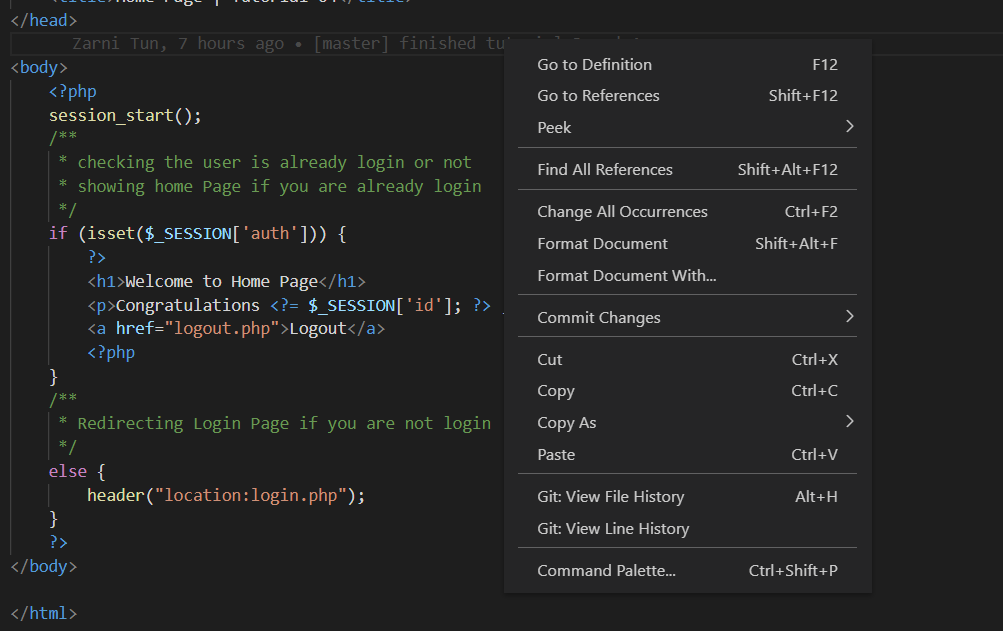 </head>
Zarni Tun, 7 hours ago • [master] finished
<body>
<?php
session_start();
/**
* checking the user is already login or not
* showing home Page if you are already login
*/
if (isset($_SESSION['auth'])) {
?>
<h1>Welcome to Home Page</h1>
<p>Congratulations <?= $_SESSION['id']; ?>
<a href="logout.php">Logout</a>
<?php
}
/**
* Redirecting Login Page if you are not login
*/
else {
header("location:login.php");
}
?>
</body>
</html>
Go to Definition F12
Go to References Shift+F12
Peek
Find All References Shift+Alt+F12
Change All Occurrences Ctrl+F2
Format Document Shift+Alt+F
Format Document With...
Commit Changes
Cut Ctrl+X
Copy Ctrl+C
Copy As
Paste Ctrl+V
Git: View File History Alt+H
Git: View Line History
Command Palette... Ctrl+Shift+P